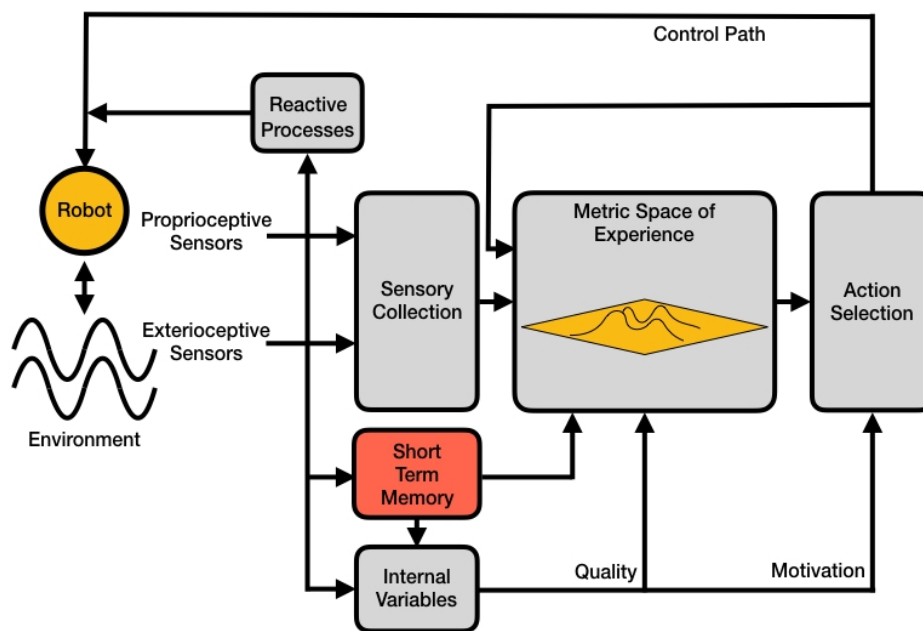 Control Path
Reactive
Processes
Robot
Proprioceptive
Sensors
Metric Space of
Experience
Sensory
Collection
Action
Selection
Exterioceptive
Sensors
Environment
Short
Term
Memory
Internal
Variables
Quality
Motivation